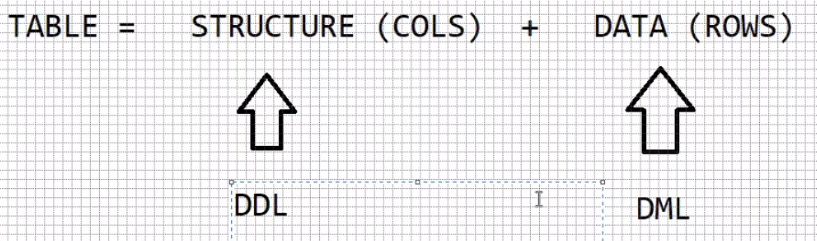 TABLE = STRUCTURE (COLS) + DATA (ROWS)
DDL DML